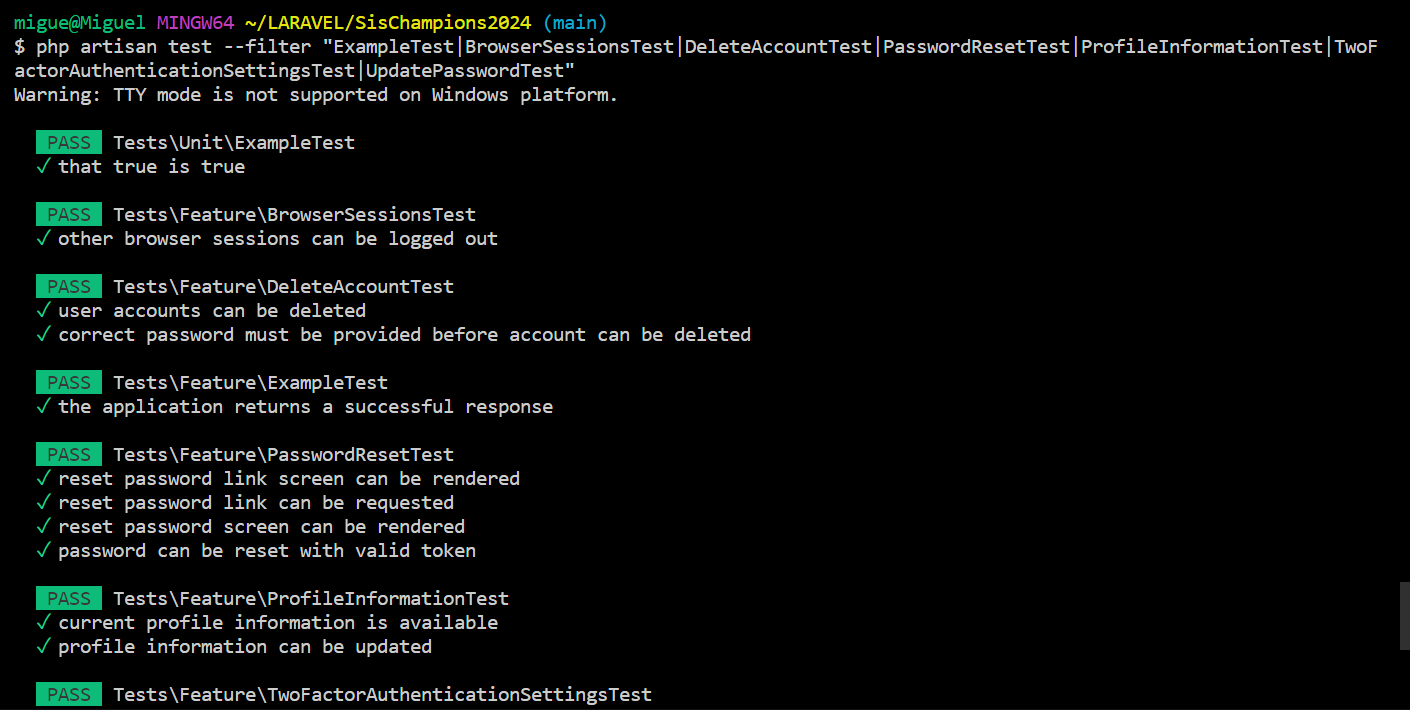 migue@Miguel MINGW64 ~/LARAVEL/SisChampions2024 (main)
$ php artisan test --filter "ExampleTest|BrowserSessionsTest|DeleteAccountTest|PasswordResetTest|ProfileInformationTest|TwoF
actorAuthenticationSettingsTest|UpdatePasswordTest"
Warning: TTY mode is not supported on Windows platform.
PASS Tests\Unit\ExampleTest
✓ that true is true
PASS Tests\Feature\BrowserSessionsTest
✓ other browser sessions can be logged out
PASS Tests\Feature\DeleteAccountTest
✓ user accounts can be deleted
✓ correct password must be provided before account can be deleted
PASS Tests\Feature\ExampleTest
✓ the application returns a successful response
PASS Tests\Feature\PasswordResetTest
✓ reset password link screen can be rendered
✓ reset password link can be requested
✓ reset password screen can be rendered
✓ password can be reset with valid token
PASS Tests\Feature\ProfileInformationTest
✓ current profile information is available
✓ profile information can be updated
PASS Tests\Feature\TwoFactorAuthenticationSettingsTest